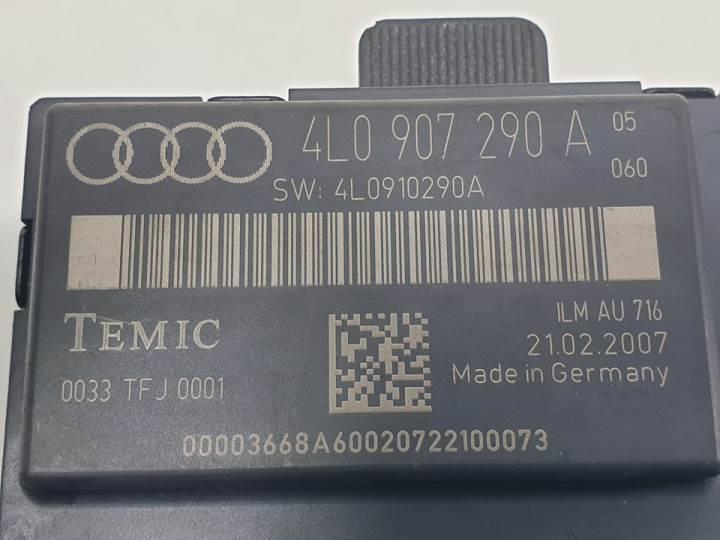 4L0 907 290 A 05
060
SW: 4L0910290A
TEMIC
ILM AU 716
21.02.2007
0033 TFJ 0001
Made in Germany
00003668A60020722100073